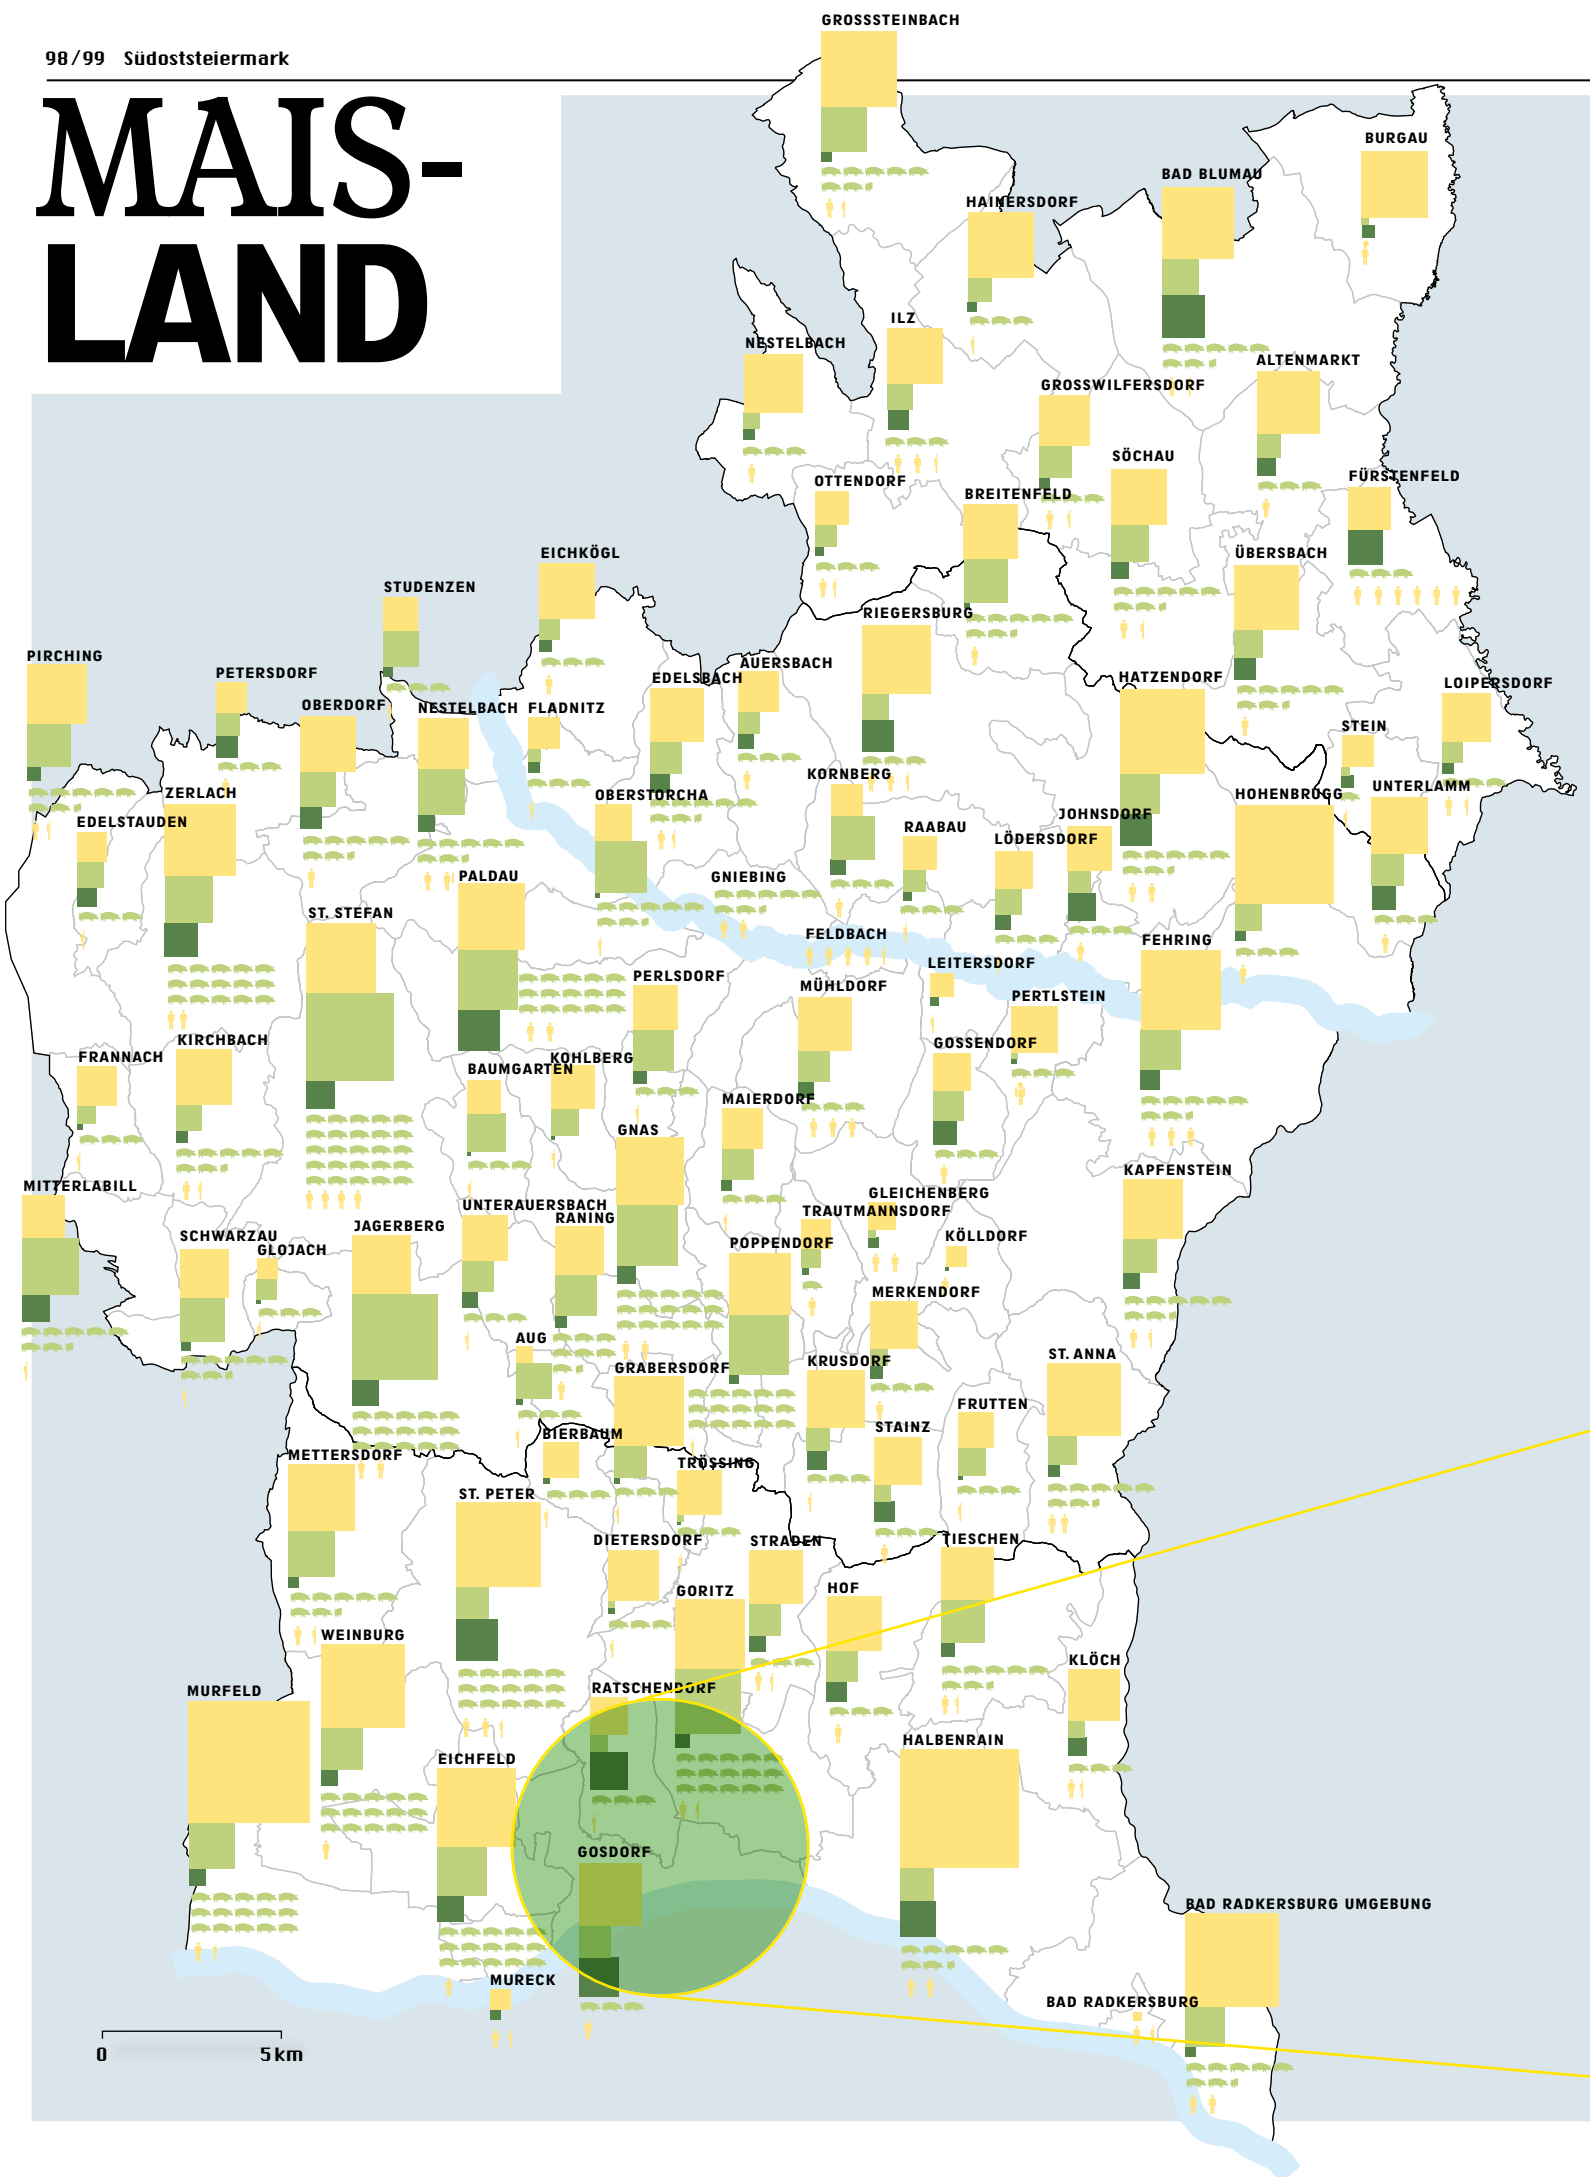 98/99 Südoststeiermark
MAIS-
LAND
GROSSSTEINBACH
BURGAU
BAD BLUMAU
HAINERSDORF
ILZ
NESTELBACH
ALTENMARKT
GROSSWILFERSDORF
SÖCHAU
FÜRSTENFELD
OTTENDORF
BREITENFELD
EICHKÖGL
ÜBERSBACH
STUDENZEN
RIEGERSBURG
PIRCHING
AUERSBACH
PETERSDORF
EDELSBACH
HATZENDORF
LOIPERSDORF
OBERDORF
NESTELBACH
FLADNITZ
STEIN
KORNBERG
UNTERLAMM
ZERLACH
OBERSTORCHA
HOHENBRUGG
JOHNSDORF
EDELSTAUDEN
RAABAU
LÖDERSDORF
PALDAU
GNIEBING
ST. STEFAN
FELDBACH
FEHRING
LEITERSDORF
PERLSDORF
MÜHLDORF
PERTLSTEIN
KIRCHBACH
GOSSENDORF
FRANNACH
KOHLBERG
BAUMGARTEN
MAIERDORF
GNAS
KAPFENSTEIN
MITTERLABILL
GLEICHENBERG
UNTERAUERSBACH
TRAUTMANNSDORF
RANING
JAGERBERG
SCHWARZAU
KÖLLDORF
POPPENDORF
GLOJACH
MERKENDORF
AUG
ST. ANNA
KRUSDORF
GRABERSDORF
FRUTTEN
STAINZ
BIERBAUM
METTERSDORF
TRÖSSING
ST. PETER
TIESCHEN
DIETERSDORF
STRADEN
HOF
GORITZ
WEINBURG
KLÖCH
RATSCHENDORF
MURFELD
HALBENRAIN
EICHFELD
GOSDORF
BAD RADKERSBURG UMGEBUNG
MURECK
BAD RADKERSBURG
0 5 km